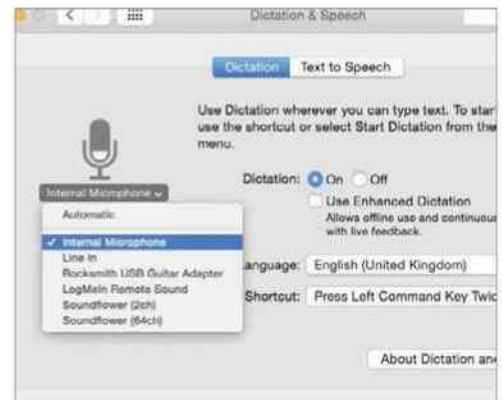 Dictation & Speech
Dictation Text to Speech
Use Dictation wherever you can type text. To star
use the shortcut or select Start Dictation from the
menu.
Dictation: On Off
Use Enhanced Dictation
Allows offline use and continuou
with live feedback.
Internal Microphone
Automatic
✓ Internal Microphone
Line In
Rocksmith USB Guitar Adapter
LogMeIn Remote Sound
Soundflower (2ch)
Soundflower (64ch)
anguage: English (United Kingdom)
Shortcut: Press Left Command Key Twic
About Dictation an